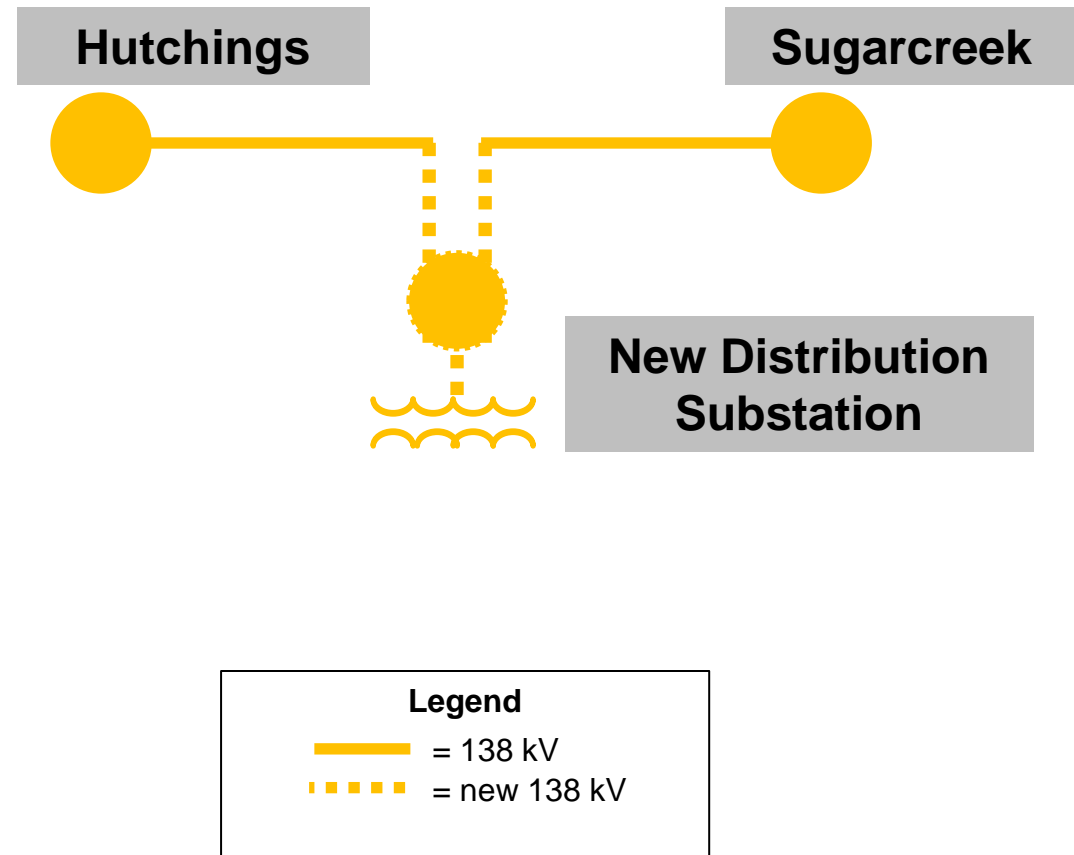 Hutchings
Sugarcreek
New Distribution
Substation
Legend
= 138 kV
= new 138 kV